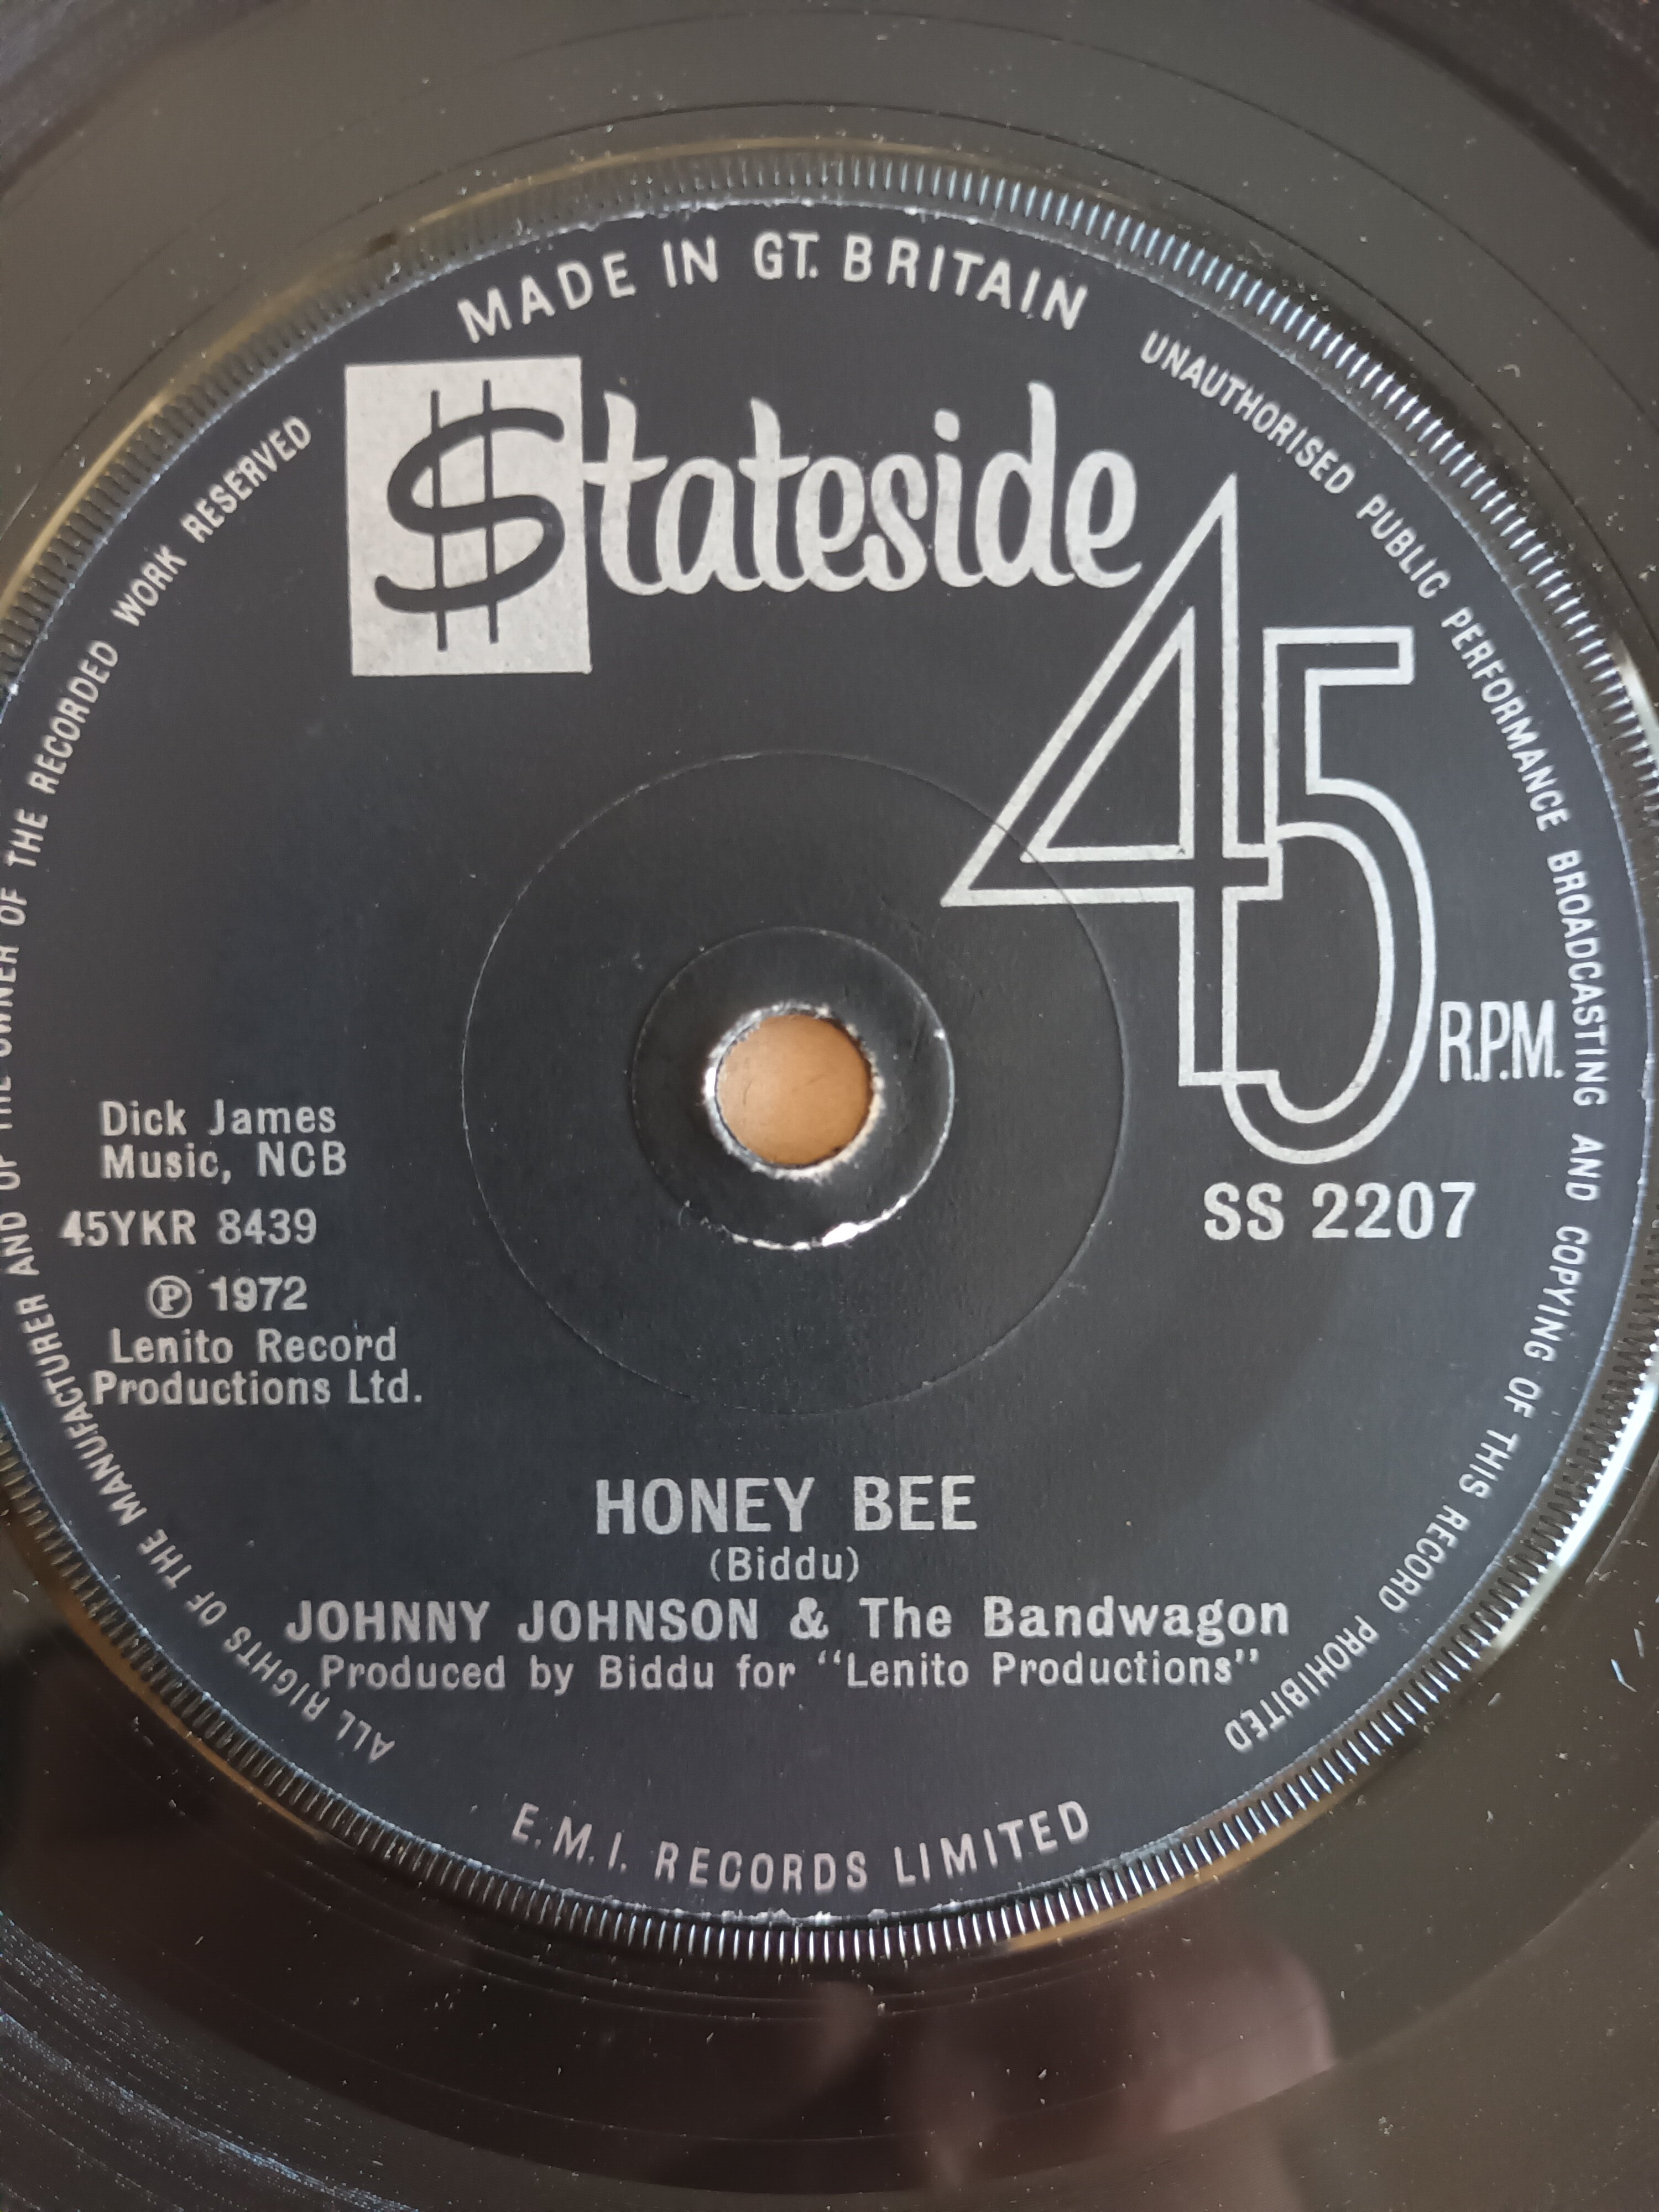 MADE IN GT. BRITAIN
UNAUTHORISED PUBLIC PERFORMANCE BROADCASTING AND COPYING OF THIS RECORD PROHIBITED
ALL RIGHTS OF THE MANUFACTURER AND OF THE OWNER OF THE RECORDED WORK RESERVED
$tateside
45
R.P.M.
Dick James
Music, NCB
45YKR 8439
℗ 1972
Lenito Record
Productions Ltd.
SS 2207
HONEY BEE
(Biddu)
JOHNNY JOHNSON & The Bandwagon
Produced by Biddu for “Lenito Productions”
E.M.I. RECORDS LIMITED